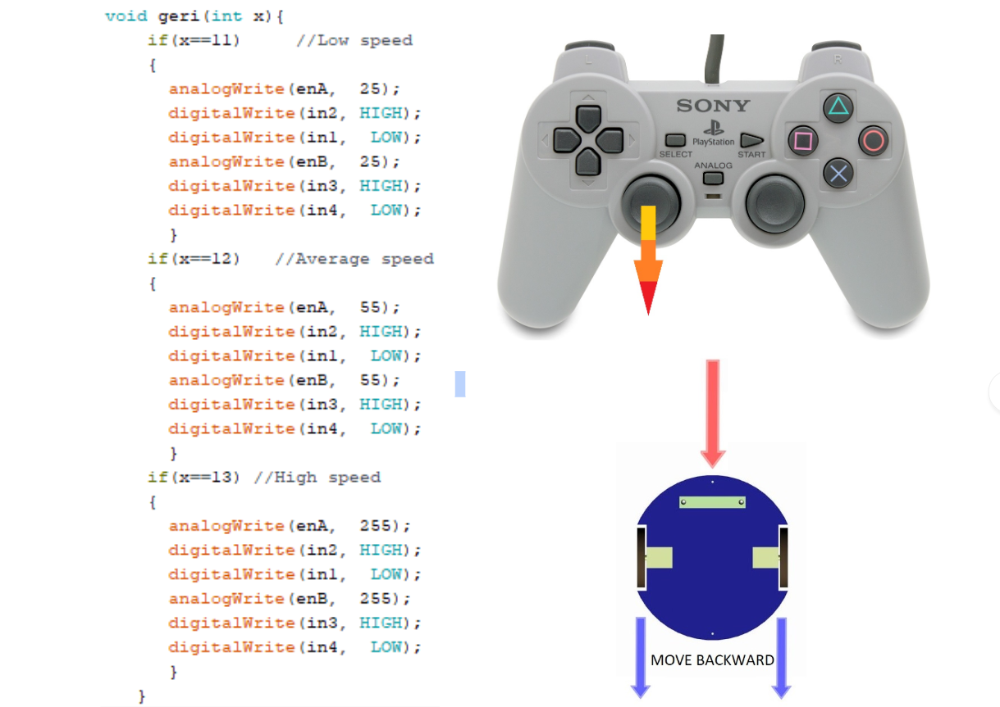 void geri(int x){
if(x==11) //Low speed
{
analogWrite(enA, 25);
digitalWrite(in2, HIGH);
digitalWrite(in1, LOW);
analogWrite(enB, 25);
digitalWrite(in3, HIGH);
digitalWrite(in4, LOW);
}
if(x==12) //Average speed
{
analogWrite(enA, 55);
digitalWrite(in2, HIGH);
digitalWrite(in1, LOW);
analogWrite(enB, 55);
digitalWrite(in3, HIGH);
digitalWrite(in4, LOW);
}
if(x==13) //High speed
{
analogWrite(enA, 255);
digitalWrite(in2, HIGH);
digitalWrite(in1, LOW);
analogWrite(enB, 255);
digitalWrite(in3, HIGH);
digitalWrite(in4, LOW);
}
}
L
R
SONY
PlayStation
SELECT
START
ANALOG
MOVE BACKWARD